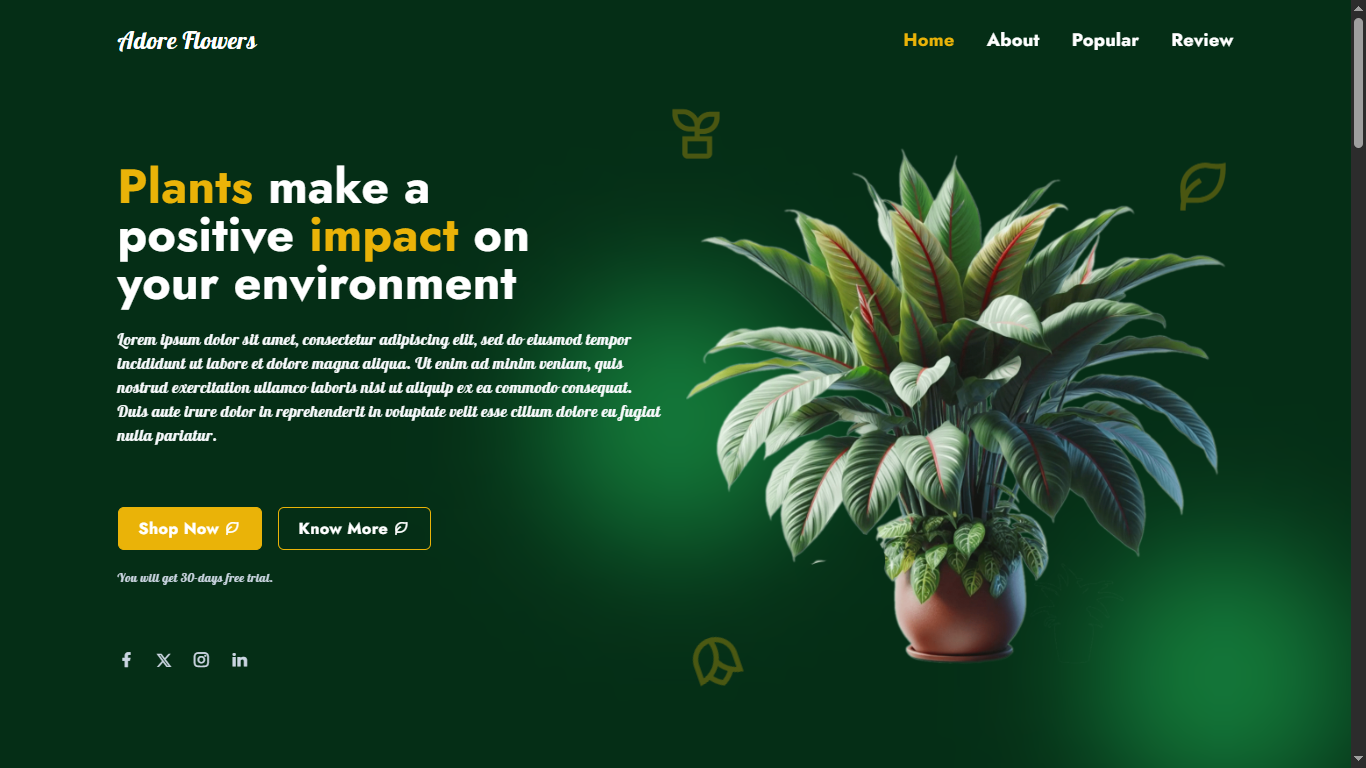 Adore Flowers
Home About Popular Review
Plants make a
positive impact on
your environment
Lorem ipsum dolor sit amet, consectetur adipiscing elit, sed do eiusmod tempor
incididunt ut labore et dolore magna aliqua. Ut enim ad minim veniam, quis
nostrud exercitation ullamco laboris nisi ut aliquip ex ea commodo consequat.
Duis aute irure dolor in reprehenderit in voluptate velit esse cillum dolore eu fugiat
nulla pariatur.
Shop Now Know More
You will get 30-days free trial.